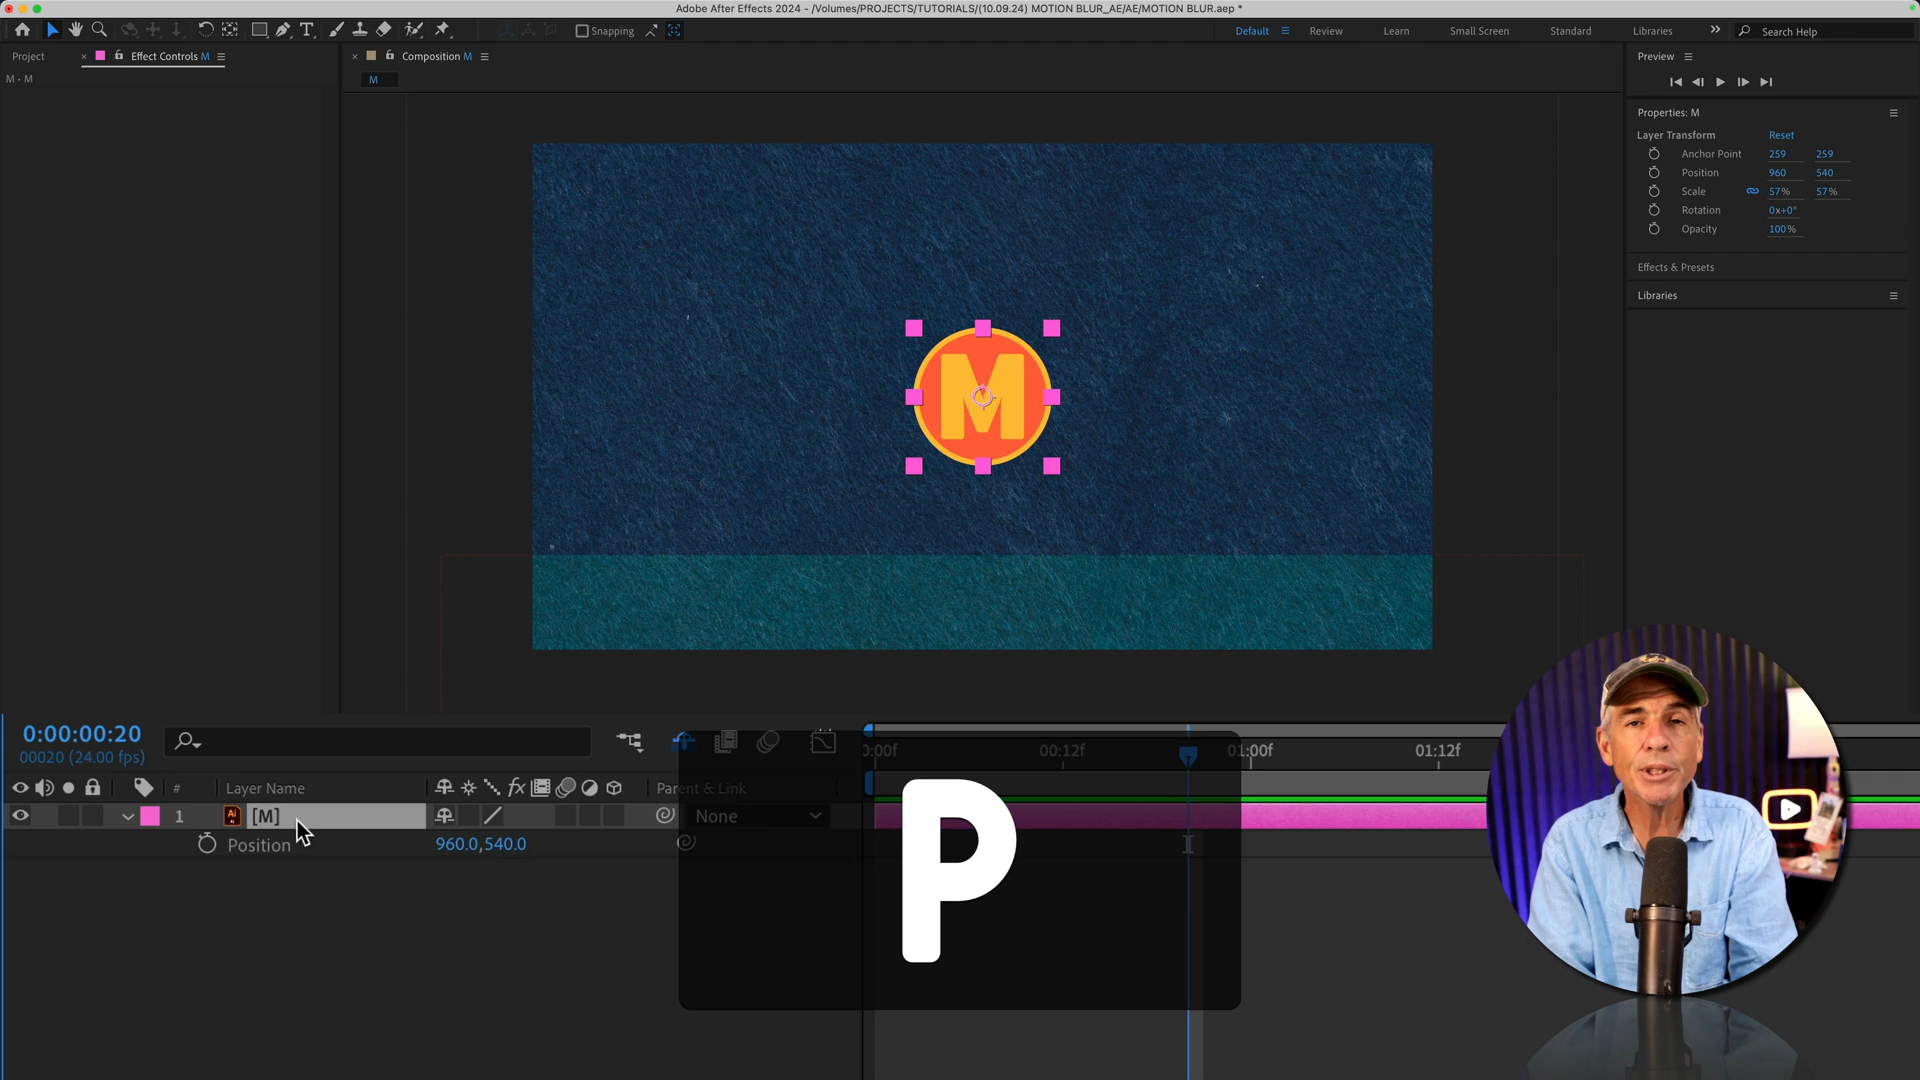 Adobe After Effects 2024 - /Volumes/PROJECTS/TUTORIALS/(10.09.24) MOTION BLUR_AE/AE/MOTION BLUR.aep *
Snapping
Default
Review
Learn
Small Screen
Standard
Libraries
Search Help
Project
Effect Controls M
Composition M
Preview
M • M
M
Properties: M
Layer Transform
Reset
Anchor Point 259 259
Position 960 540
Scale 57% 57%
Rotation 0x+0°
Opacity 100%
Effects & Presets
Libraries
M
0:00:00:20
00020 (24.00 fps)
00:12f
01:00f
01:12f
# Layer Name
Parent & Link
1 Ai [M]
None
Position 960.0,540.0
P